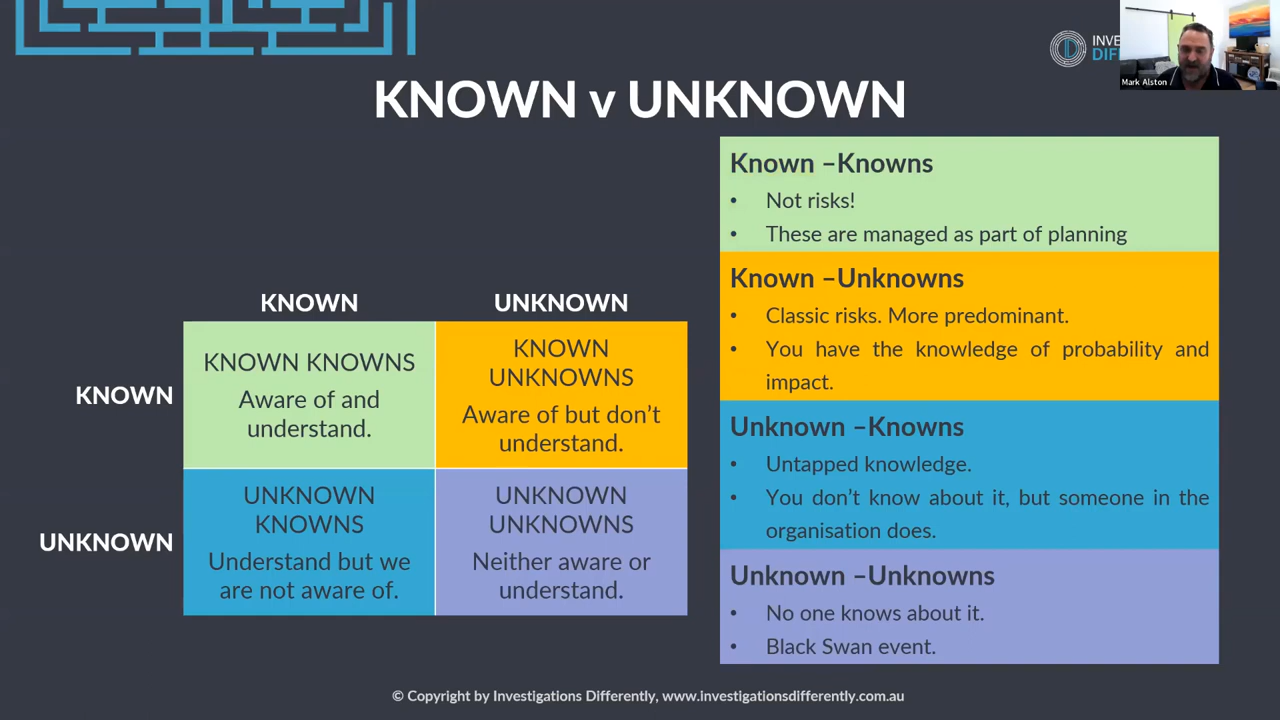 INVE
DIF
Mark Alston
KNOWN v UNKNOWN
KNOWN
UNKNOWN
KNOWN
UNKNOWN
KNOWN KNOWNS
Aware of and
understand.
KNOWN
UNKNOWNS
Aware of but don’t
understand.
UNKNOWN
KNOWNS
Understand but we
are not aware of.
UNKNOWN
UNKNOWNS
Neither aware or
understand.
Known –Knowns
• Not risks!
• These are managed as part of planning
Known –Unknowns
• Classic risks. More predominant.
• You have the knowledge of probability and
impact.
Unknown –Knowns
• Untapped knowledge.
• You don’t know about it, but someone in the
organisation does.
Unknown –Unknowns
• No one knows about it.
• Black Swan event.
© Copyright by Investigations Differently, www.investigationsdifferently.com.au